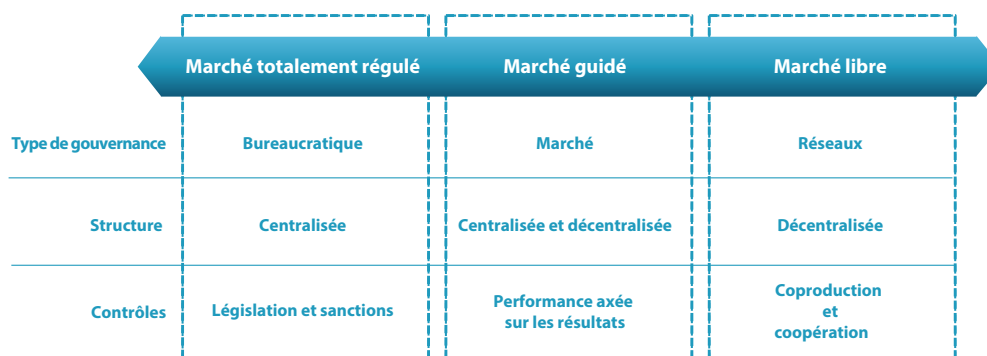 Marché totalement régulé Marché guidé Marché libre
Type de gouvernance Bureaucratique Marché Réseaux
Structure Centralisée Centralisée et décentralisée Décentralisée
Contrôles Législation et sanctions Performance axée
sur les résultats Coproduction
et
coopération